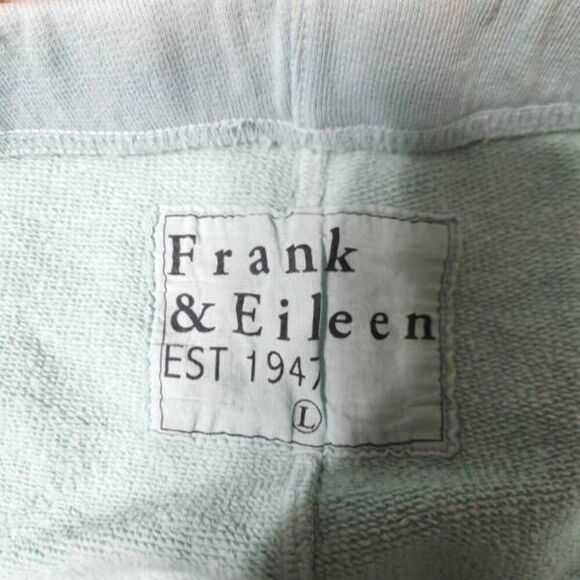 Frank
& Eileen
EST 1947
L